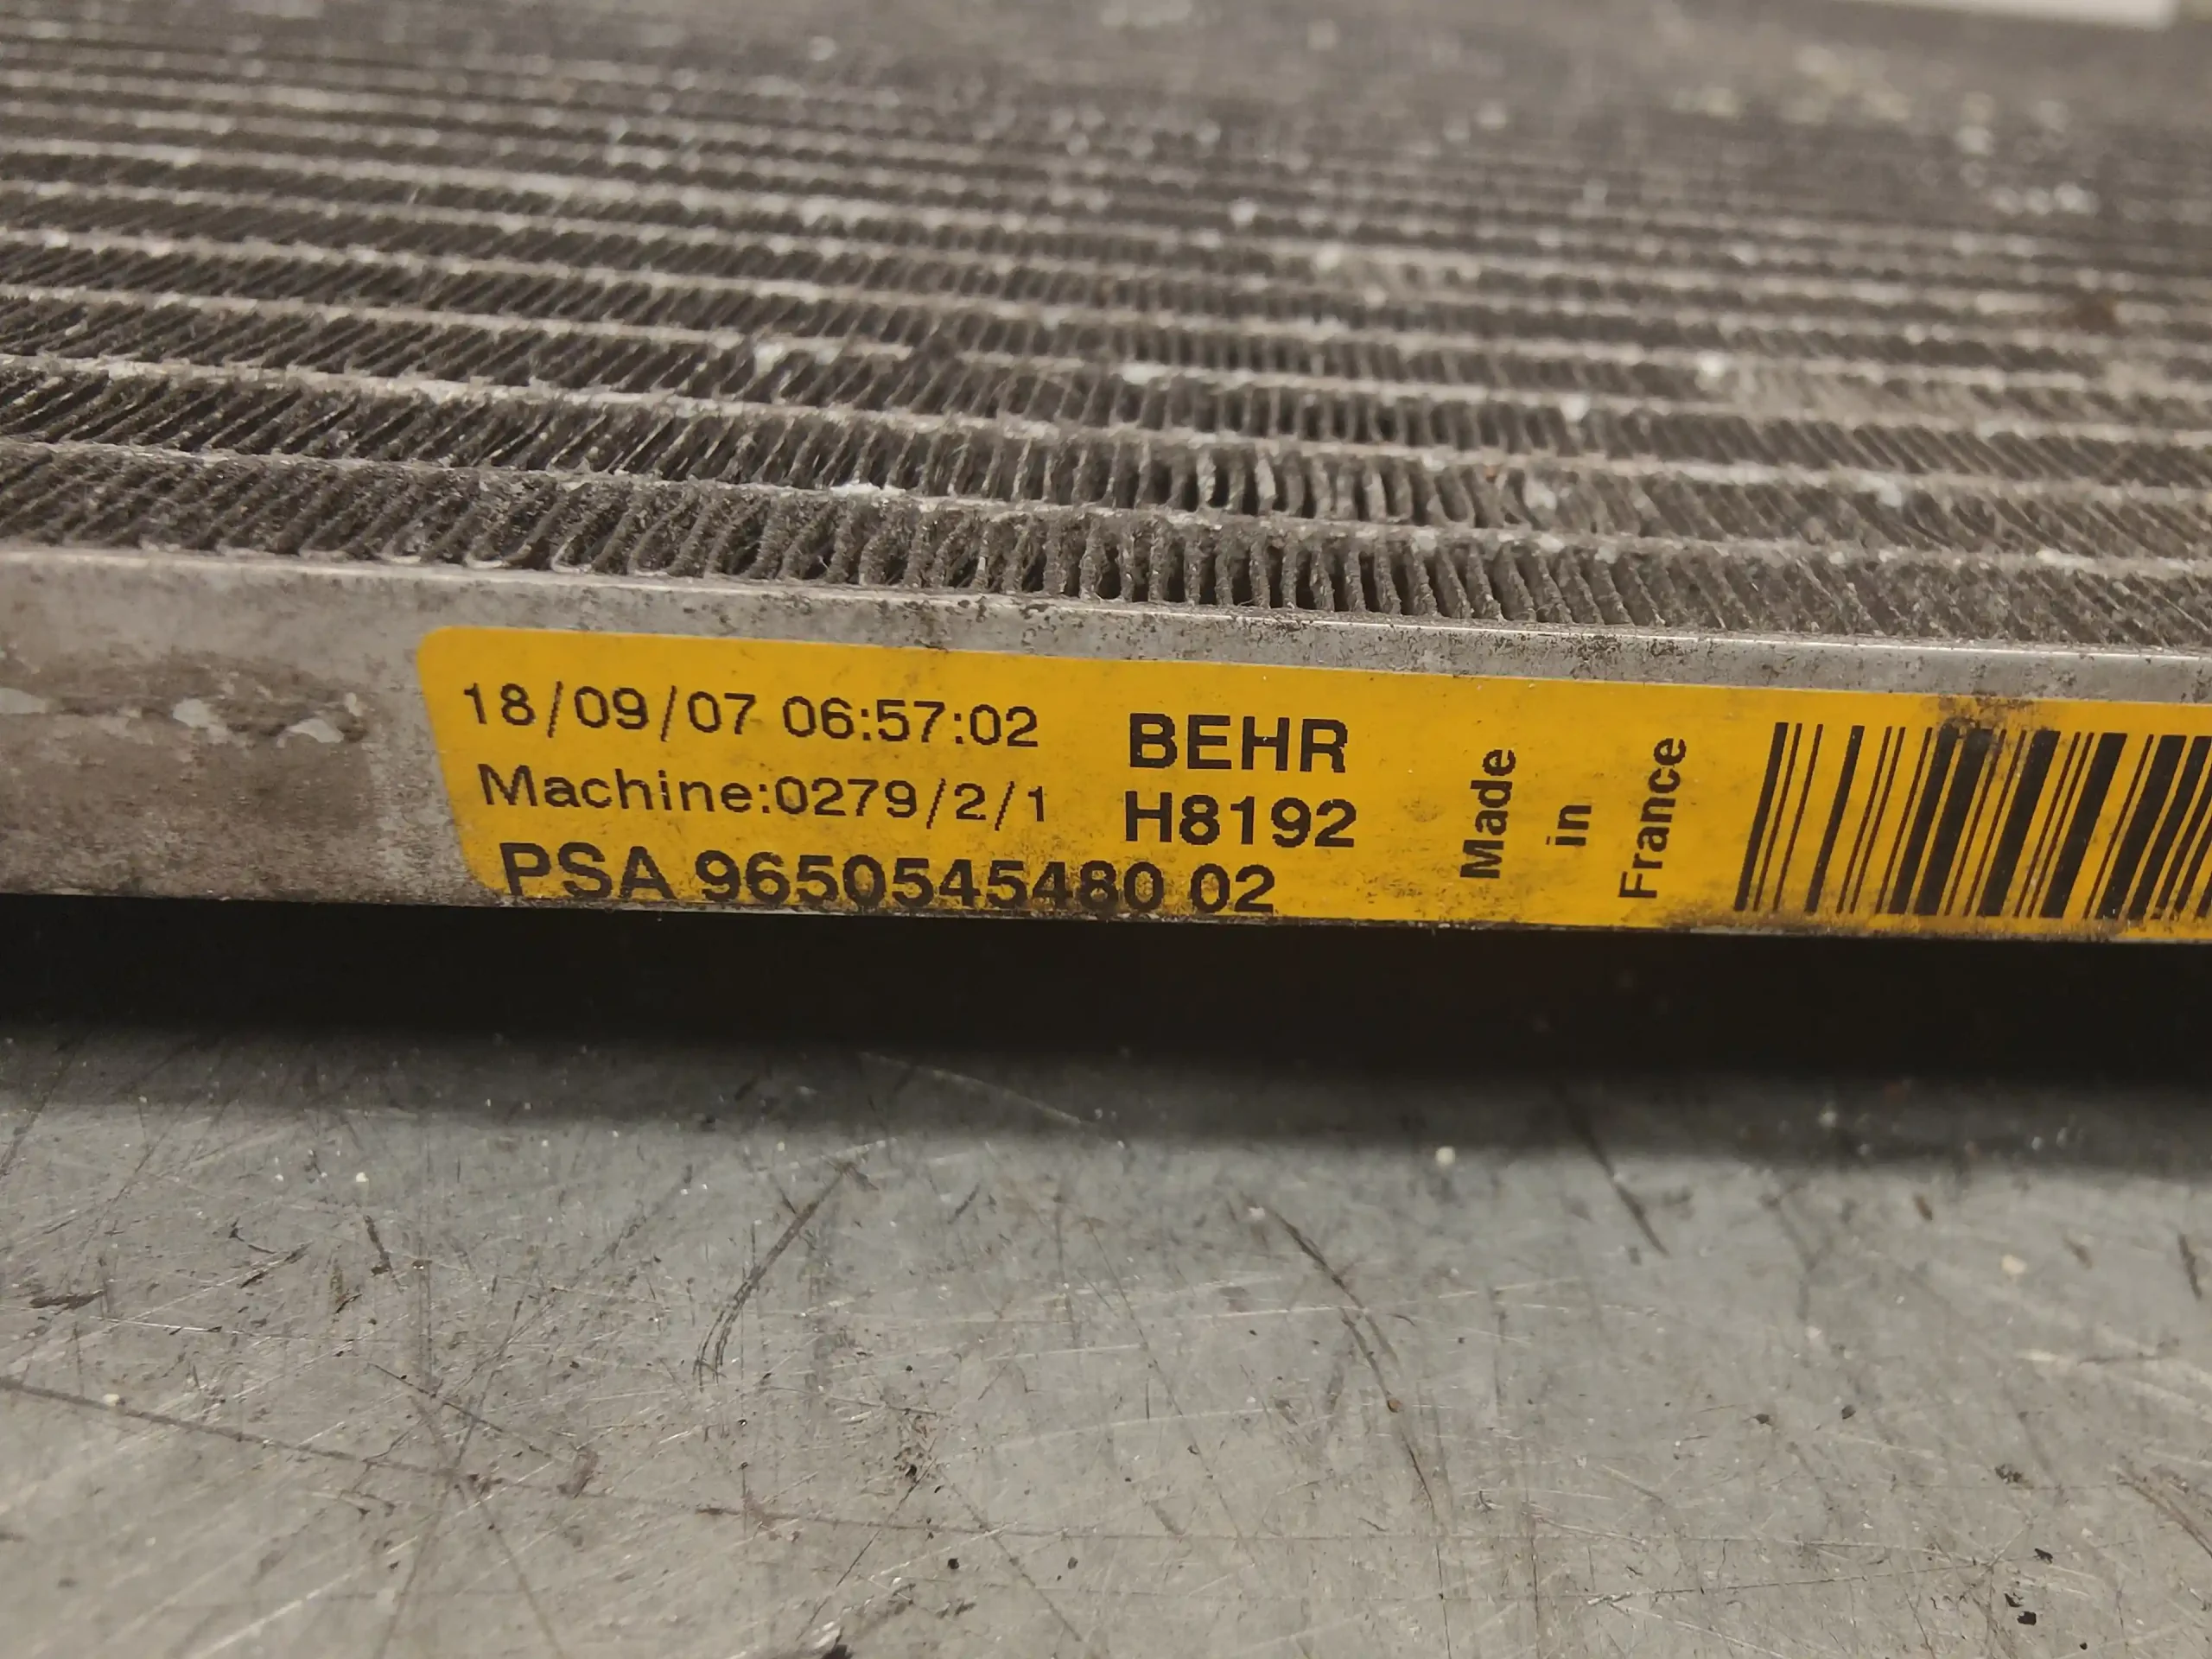 18/09/07 06:57:02 BEHR
Machine:0279/2/1 H8192
PSA 9650545480 02
Made
in
France